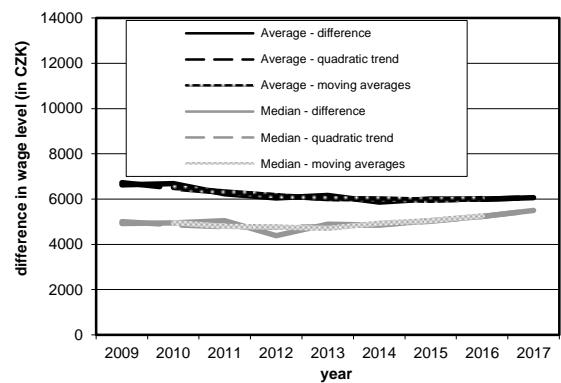 difference in wage level (in CZK)
14000
12000
10000
8000
6000
4000
2000
0
Average - difference
Average - quadratic trend
Average - moving averages
Median - difference
Median - quadratic trend
Median - moving averages
2009 2010 2011 2012 2013 2014 2015 2016 2017
year